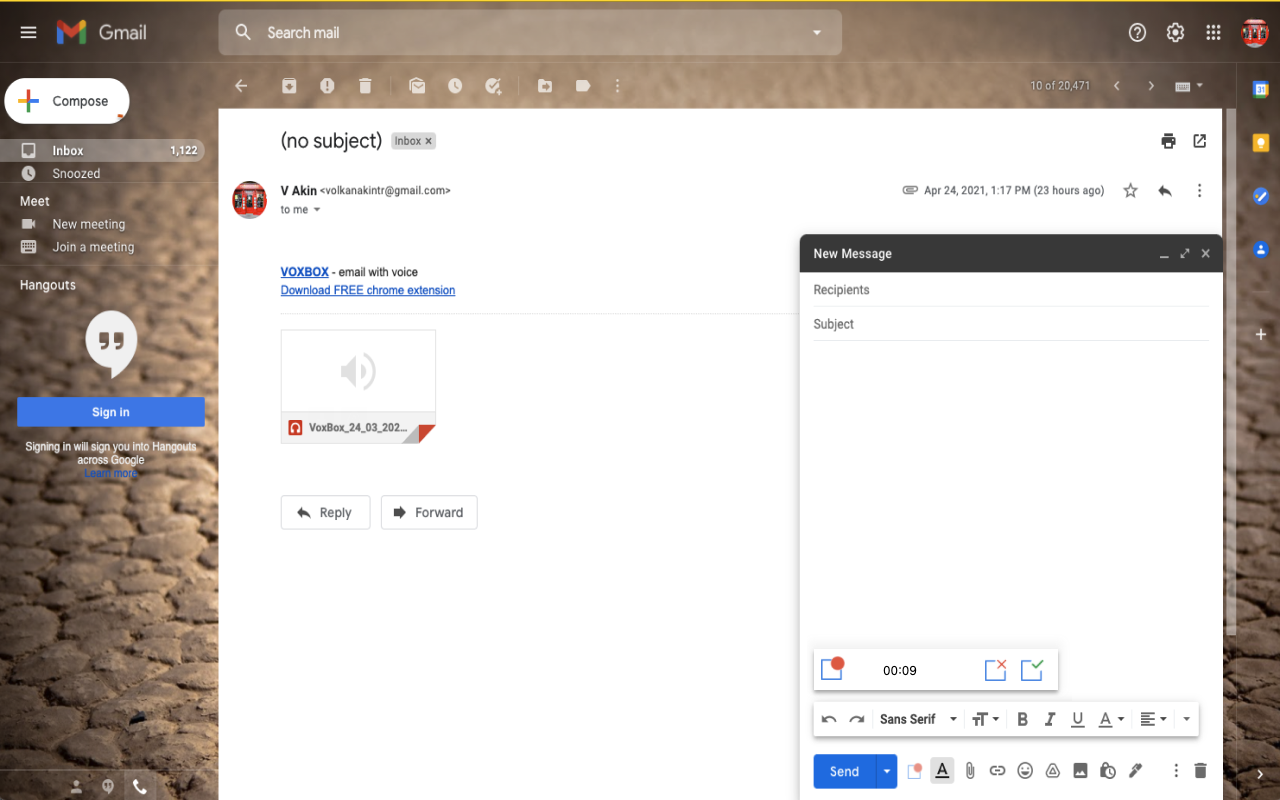 Gmail
Search mail
Compose
10 of 20,471
Inbox 1,122
Snoozed
Meet
New meeting
Join a meeting
Hangouts
Sign in
Signing in will sign you into Hangouts
across Google
Learn more
(no subject) Inbox ×
V Akin <volkanakintr@gmail.com>
Apr 24, 2021, 1:17 PM (23 hours ago)
to me
VOXBOX - email with voice
Download FREE chrome extension
VoxBox_24_03_202...
Reply Forward
New Message
Recipients
Subject
00:09
Sans Serif
B I U A
Send A
31